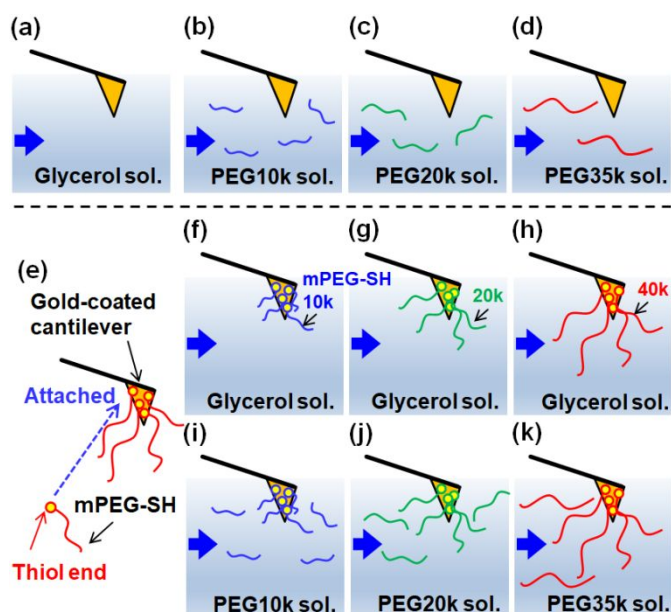 (a)
(b)
(c)
(d)
Glycerol sol.
PEG10k sol.
PEG20k sol.
PEG35k sol.
(e)
Gold-coated
cantilever
Attached
mPEG-SH
Thiol end
(f)
(g)
(h)
mPEG-SH
10k
20k
40k
Glycerol sol.
Glycerol sol.
Glycerol sol.
(i)
(j)
(k)
PEG10k sol.
PEG20k sol.
PEG35k sol.